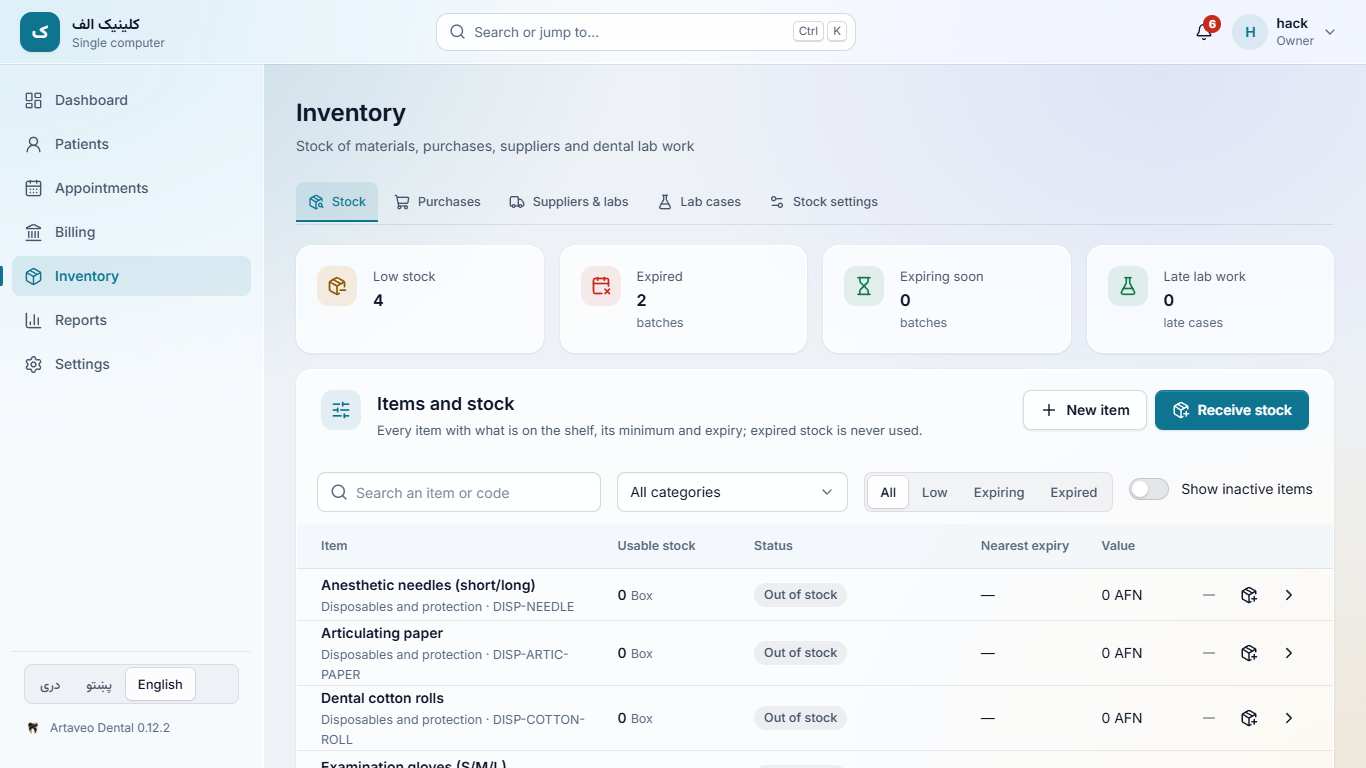 ک
کلینیک الف
Single computer
Search or jump to...
Ctrl K
6
H
hack
Owner
Dashboard
Patients
Appointments
Billing
Inventory
Reports
Settings
دری
پښتو
English
Artaveo Dental 0.12.2
Inventory
Stock of materials, purchases, suppliers and dental lab work
Stock
Purchases
Suppliers & labs
Lab cases
Stock settings
Low stock
4
Expired
2
batches
Expiring soon
0
batches
Late lab work
0
late cases
Items and stock
Every item with what is on the shelf, its minimum and expiry; expired stock is never used.
New item
Receive stock
Search an item or code
All categories
All Low Expiring Expired
Show inactive items
Item Usable stock Status Nearest expiry Value
Anesthetic needles (short/long)
Disposables and protection · DISP-NEEDLE
0 Box Out of stock — 0 AFN —
Articulating paper
Disposables and protection · DISP-ARTIC-
PAPER
0 Box Out of stock — 0 AFN —
Dental cotton rolls
Disposables and protection · DISP-COTTON-
ROLL
0 Box Out of stock — 0 AFN —
Examination gloves (S/M/L)